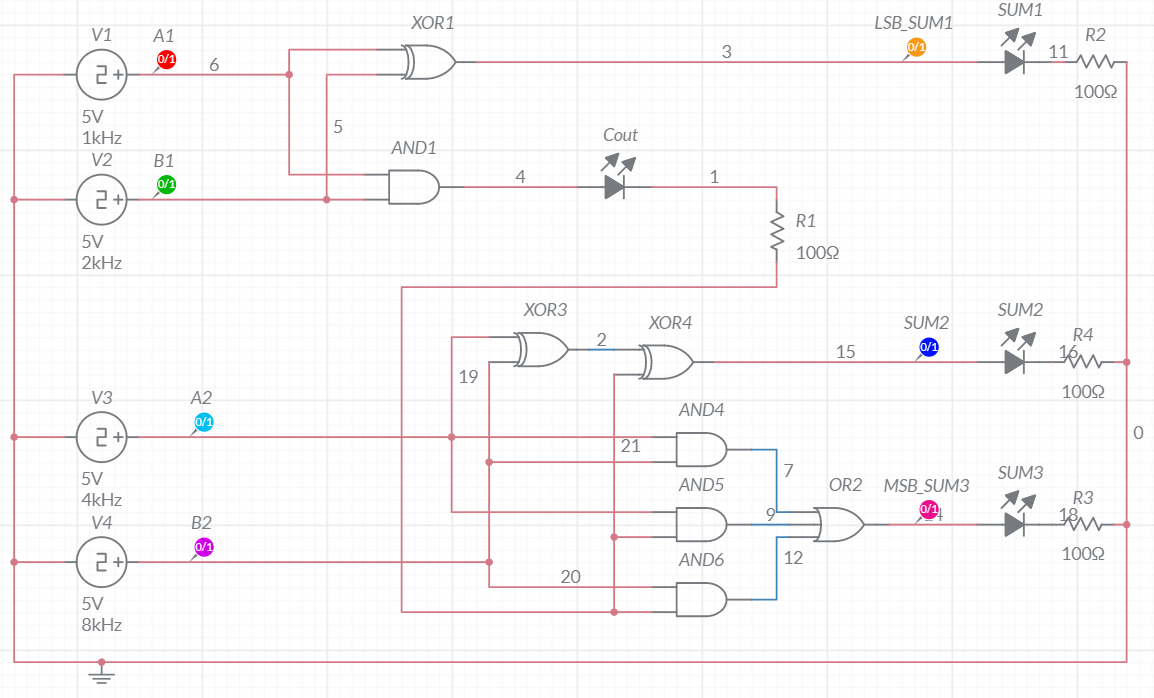 XOR1
LSB_SUM1
SUM1
V1
A1
0/1
6
3
0/1
11
R2
5V
1kHz
100Ω
5
V2
B1
0/1
AND1
Cout
4
1
5V
2kHz
R1
100Ω
XOR3
XOR4
SUM2
SUM2
2
15
0/1
16
R4
19
100Ω
V3
A2
0/1
AND4
21
0
5V
4kHz
7
AND5
OR2
MSB_SUM3
SUM3
9
0/1
18
R3
V4
B2
0/1
AND6
12
100Ω
20
5V
8kHz